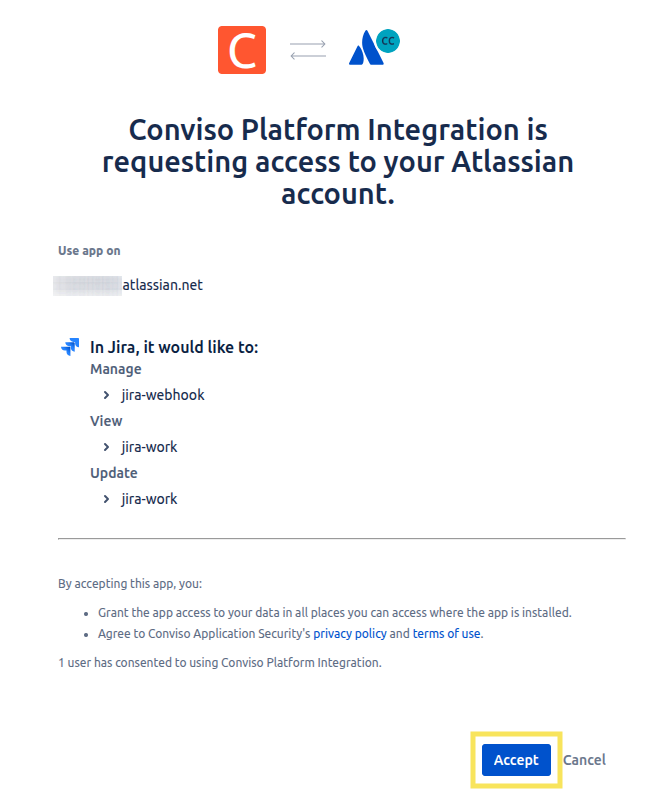 C
CC
Conviso Platform Integration is
requesting access to your Atlassian
account.
Use app on
atlassian.net
In Jira, it would like to:
Manage
jira-webhook
View
jira-work
Update
jira-work
By accepting this app, you:
Grant the app access to your data in all places you can access where the app is installed.
Agree to Conviso Application Security's privacy policy and terms of use.
1 user has consented to using Conviso Platform Integration.
Accept Cancel